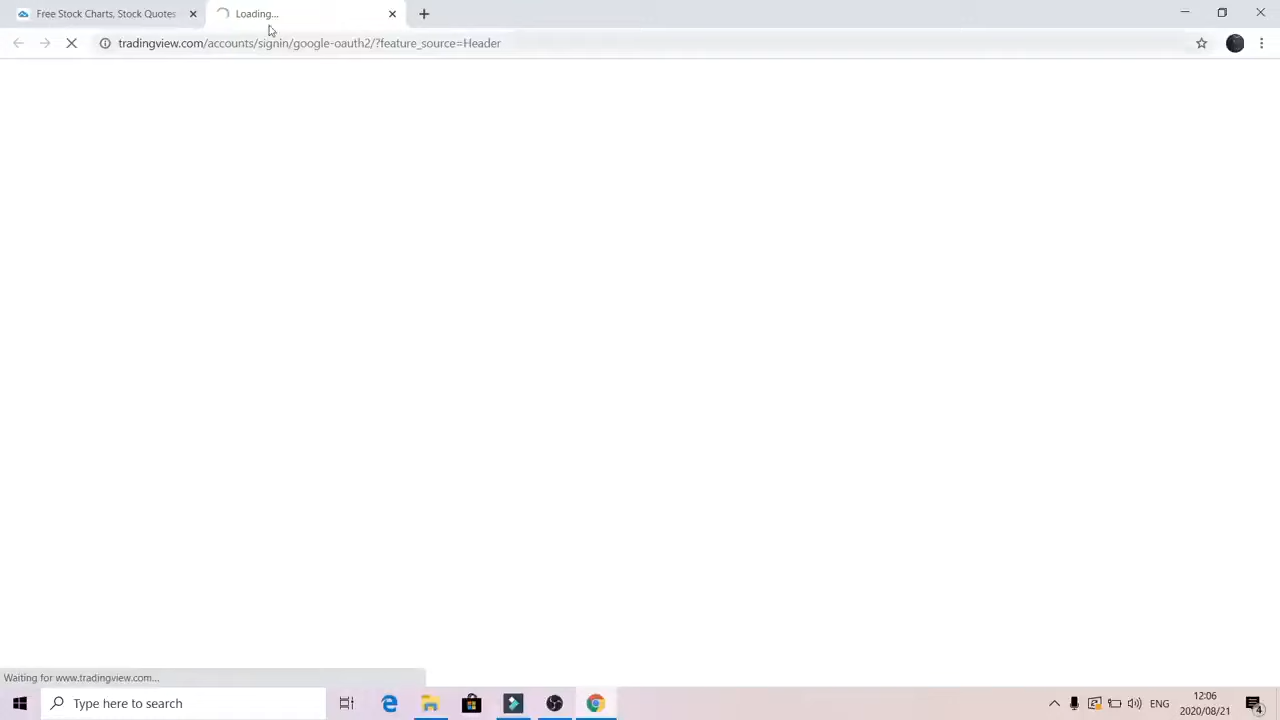 Free Stock Charts, Stock Quotes
Loading...
tradingview.com/accounts/signin/google-oauth2/?feature_source=Header
Waiting for www.tradingview.com...
Type here to search
ENG
12:06
2020/08/21
4